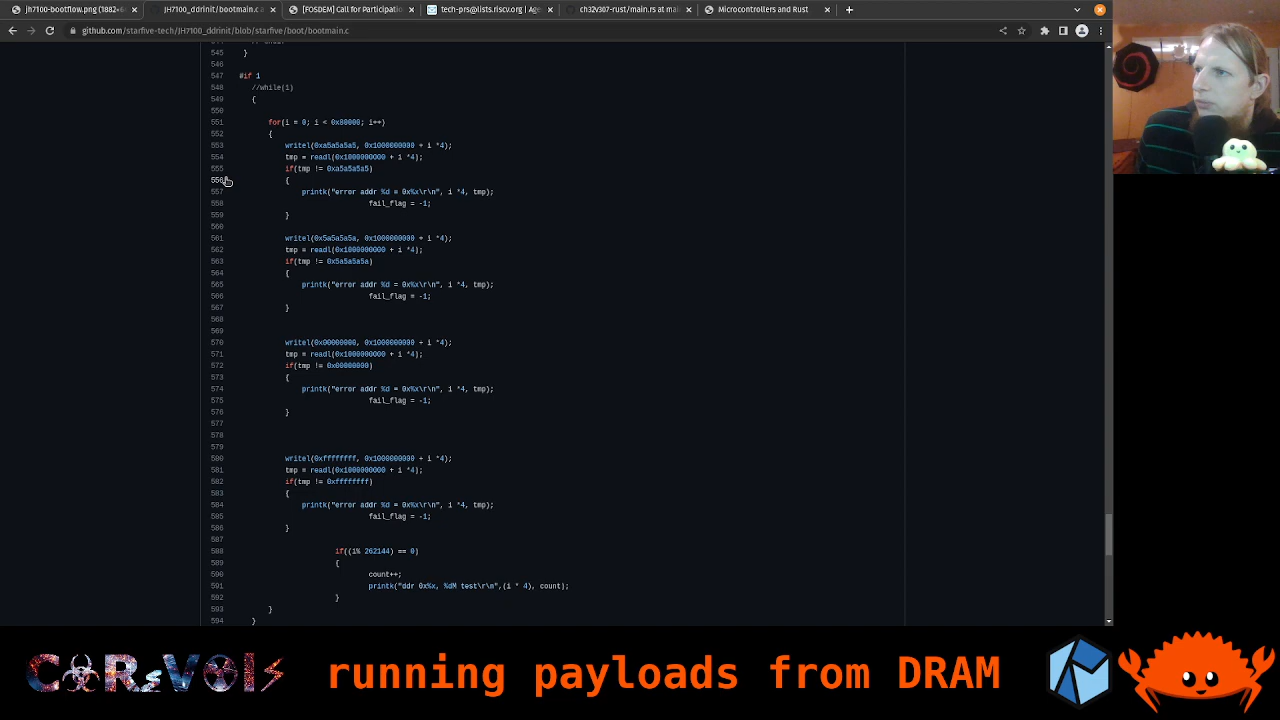 jh7100-bootflow.png (1882×
JH7100_ddrinit/bootmain.c a
[FOSDEM] Call for Participatio
tech-prs@lists.riscv.org | Age
ch32v307-rust/main.rs at mai
Microcontrollers and Rust
github.com/starfive-tech/JH7100_ddrinit/blob/starfive/boot/bootmain.c
545 }
546
547 #if 1
548 //while(1)
549 {
550
551 for(i = 0; i < 0x80000; i++)
552 {
553 writel(0xa5a5a5a5, 0x1000000000 + i *4);
554 tmp = readl(0x1000000000 + i *4);
555 if(tmp != 0xa5a5a5a5)
556 {
557 printk("error addr %d = 0x%x\r\n", i *4, tmp);
558 fail_flag = -1;
559 }
560
561 writel(0x5a5a5a5a, 0x1000000000 + i *4);
562 tmp = readl(0x1000000000 + i *4);
563 if(tmp != 0x5a5a5a5a)
564 {
565 printk("error addr %d = 0x%x\r\n", i *4, tmp);
566 fail_flag = -1;
567 }
568
569
570 writel(0x00000000, 0x1000000000 + i *4);
571 tmp = readl(0x1000000000 + i *4);
572 if(tmp != 0x00000000)
573 {
574 printk("error addr %d = 0x%x\r\n", i *4, tmp);
575 fail_flag = -1;
576 }
577
578
579
580 writel(0xffffffff, 0x1000000000 + i *4);
581 tmp = readl(0x1000000000 + i *4);
582 if(tmp != 0xffffffff)
583 {
584 printk("error addr %d = 0x%x\r\n", i *4, tmp);
585 fail_flag = -1;
586 }
587
588 if((i% 262144) == 0)
589 {
590 count++;
591 printk("ddr 0x%x, %dM test\r\n",(i * 4), count);
592 }
593 }
594 }
running payloads from DRAM